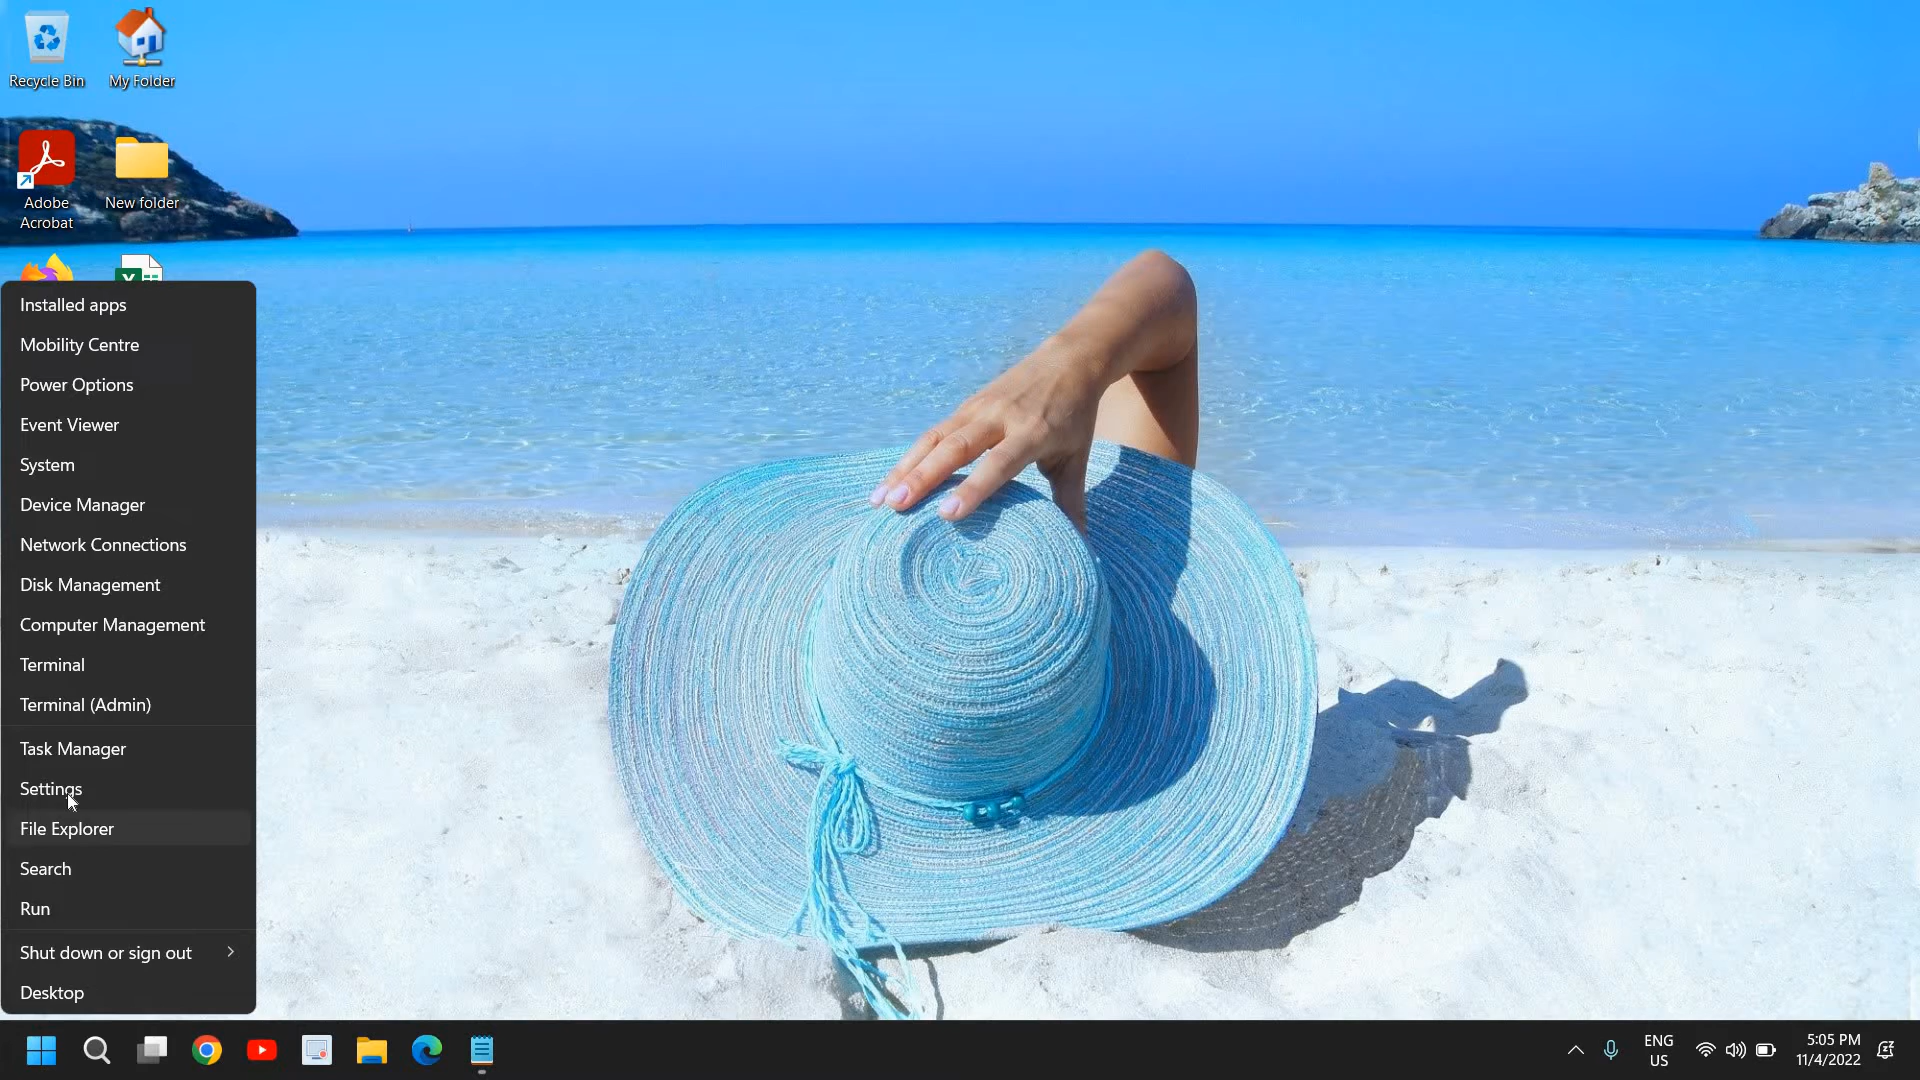 Recycle Bin
My Folder
Adobe
Acrobat
New folder
Installed apps
Mobility Centre
Power Options
Event Viewer
System
Device Manager
Network Connections
Disk Management
Computer Management
Terminal
Terminal (Admin)
Task Manager
Settings
File Explorer
Search
Run
Shut down or sign out
Desktop
ENG
US
5:05 PM
11/4/2022